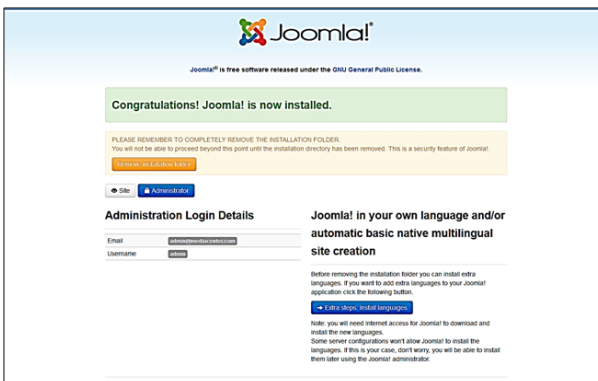 Joomla!®
Joomla!® is free software released under the GNU General Public License.
Congratulations! Joomla! is now installed.
PLEASE REMEMBER TO COMPLETELY REMOVE THE INSTALLATION FOLDER.
You will not be able to proceed beyond this point until the installation directory has been removed. This is a security feature of Joomla!.
Remove installation folder
Site
Administrator
Administration Login Details
Email
Username admin
Joomla! in your own language and/or
automatic basic native multilingual
site creation
Before removing the installation folder you can install extra
languages. If you want to add extra languages to your Joomla!
application click the following button.
→ Extra steps: Install languages
Note: you will need internet access for Joomla! to download and
install the new languages.
Some server configurations won't allow Joomla! to install the
languages. If this is your case, don't worry, you will be able to install
them later using the Joomla! administrator.